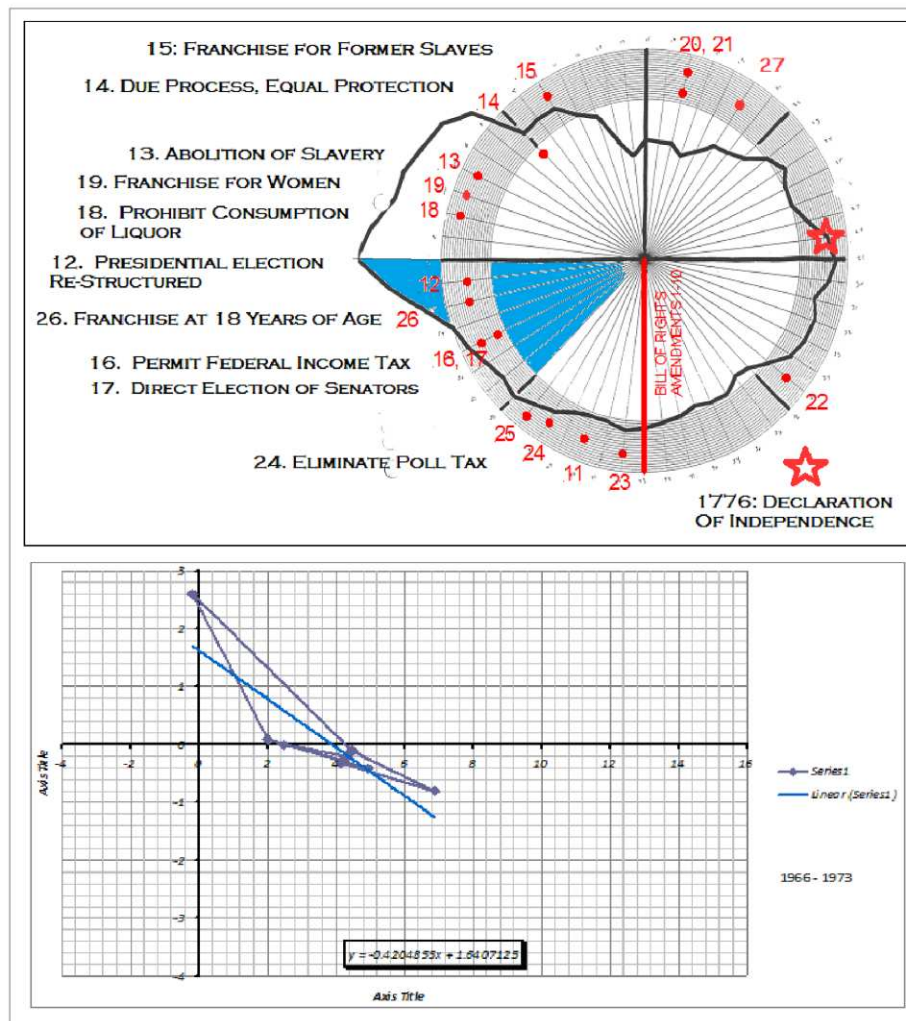 15: Franchise for Former Slaves
14. Due Process, Equal Protection
13. Abolition of Slavery
19. Franchise for Women
18. Prohibit Consumption
of Liquor
12. Presidential election
Re-Structured
26. Franchise at 18 Years of Age
16. Permit Federal Income Tax
17. Direct Election of Senators
24. Eliminate Poll Tax
15
14
13
19
18
12
26
16, 17
25
24
11
23
20, 21
27
22
BILL OF RIGHTS
AMENDMENTS 1-10
1776: Declaration
Of Independence
3
2
1
0
-1
-2
-3
-4
-4
-2
0
2
4
6
8
10
12
14
16
Axis Title
Axis Title
Series1
Linear (Series1)
1966 - 1973
y = -0.4204855x + 1.6407125